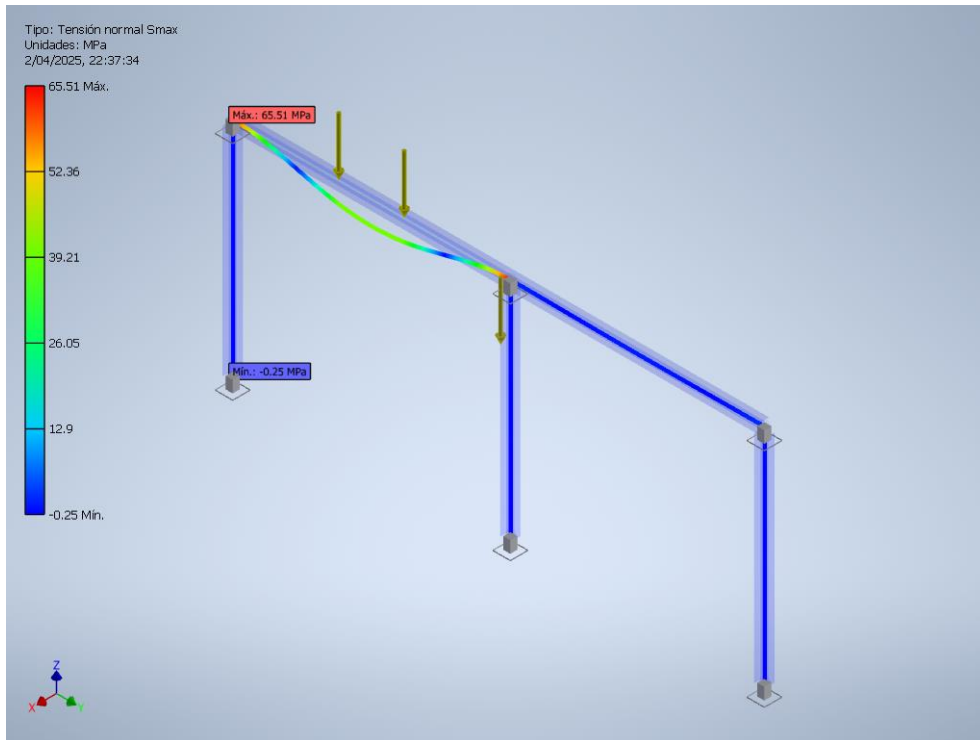 Tipo: Tensión normal Smax
Unidades: MPa
2/04/2025, 22:37:34
65.51 Máx.
Máx.: 65.51 MPa
52.36
39.21
26.05
Mín.: -0.25 MPa
12.9
-0.25 Mín.
Z
X
Y